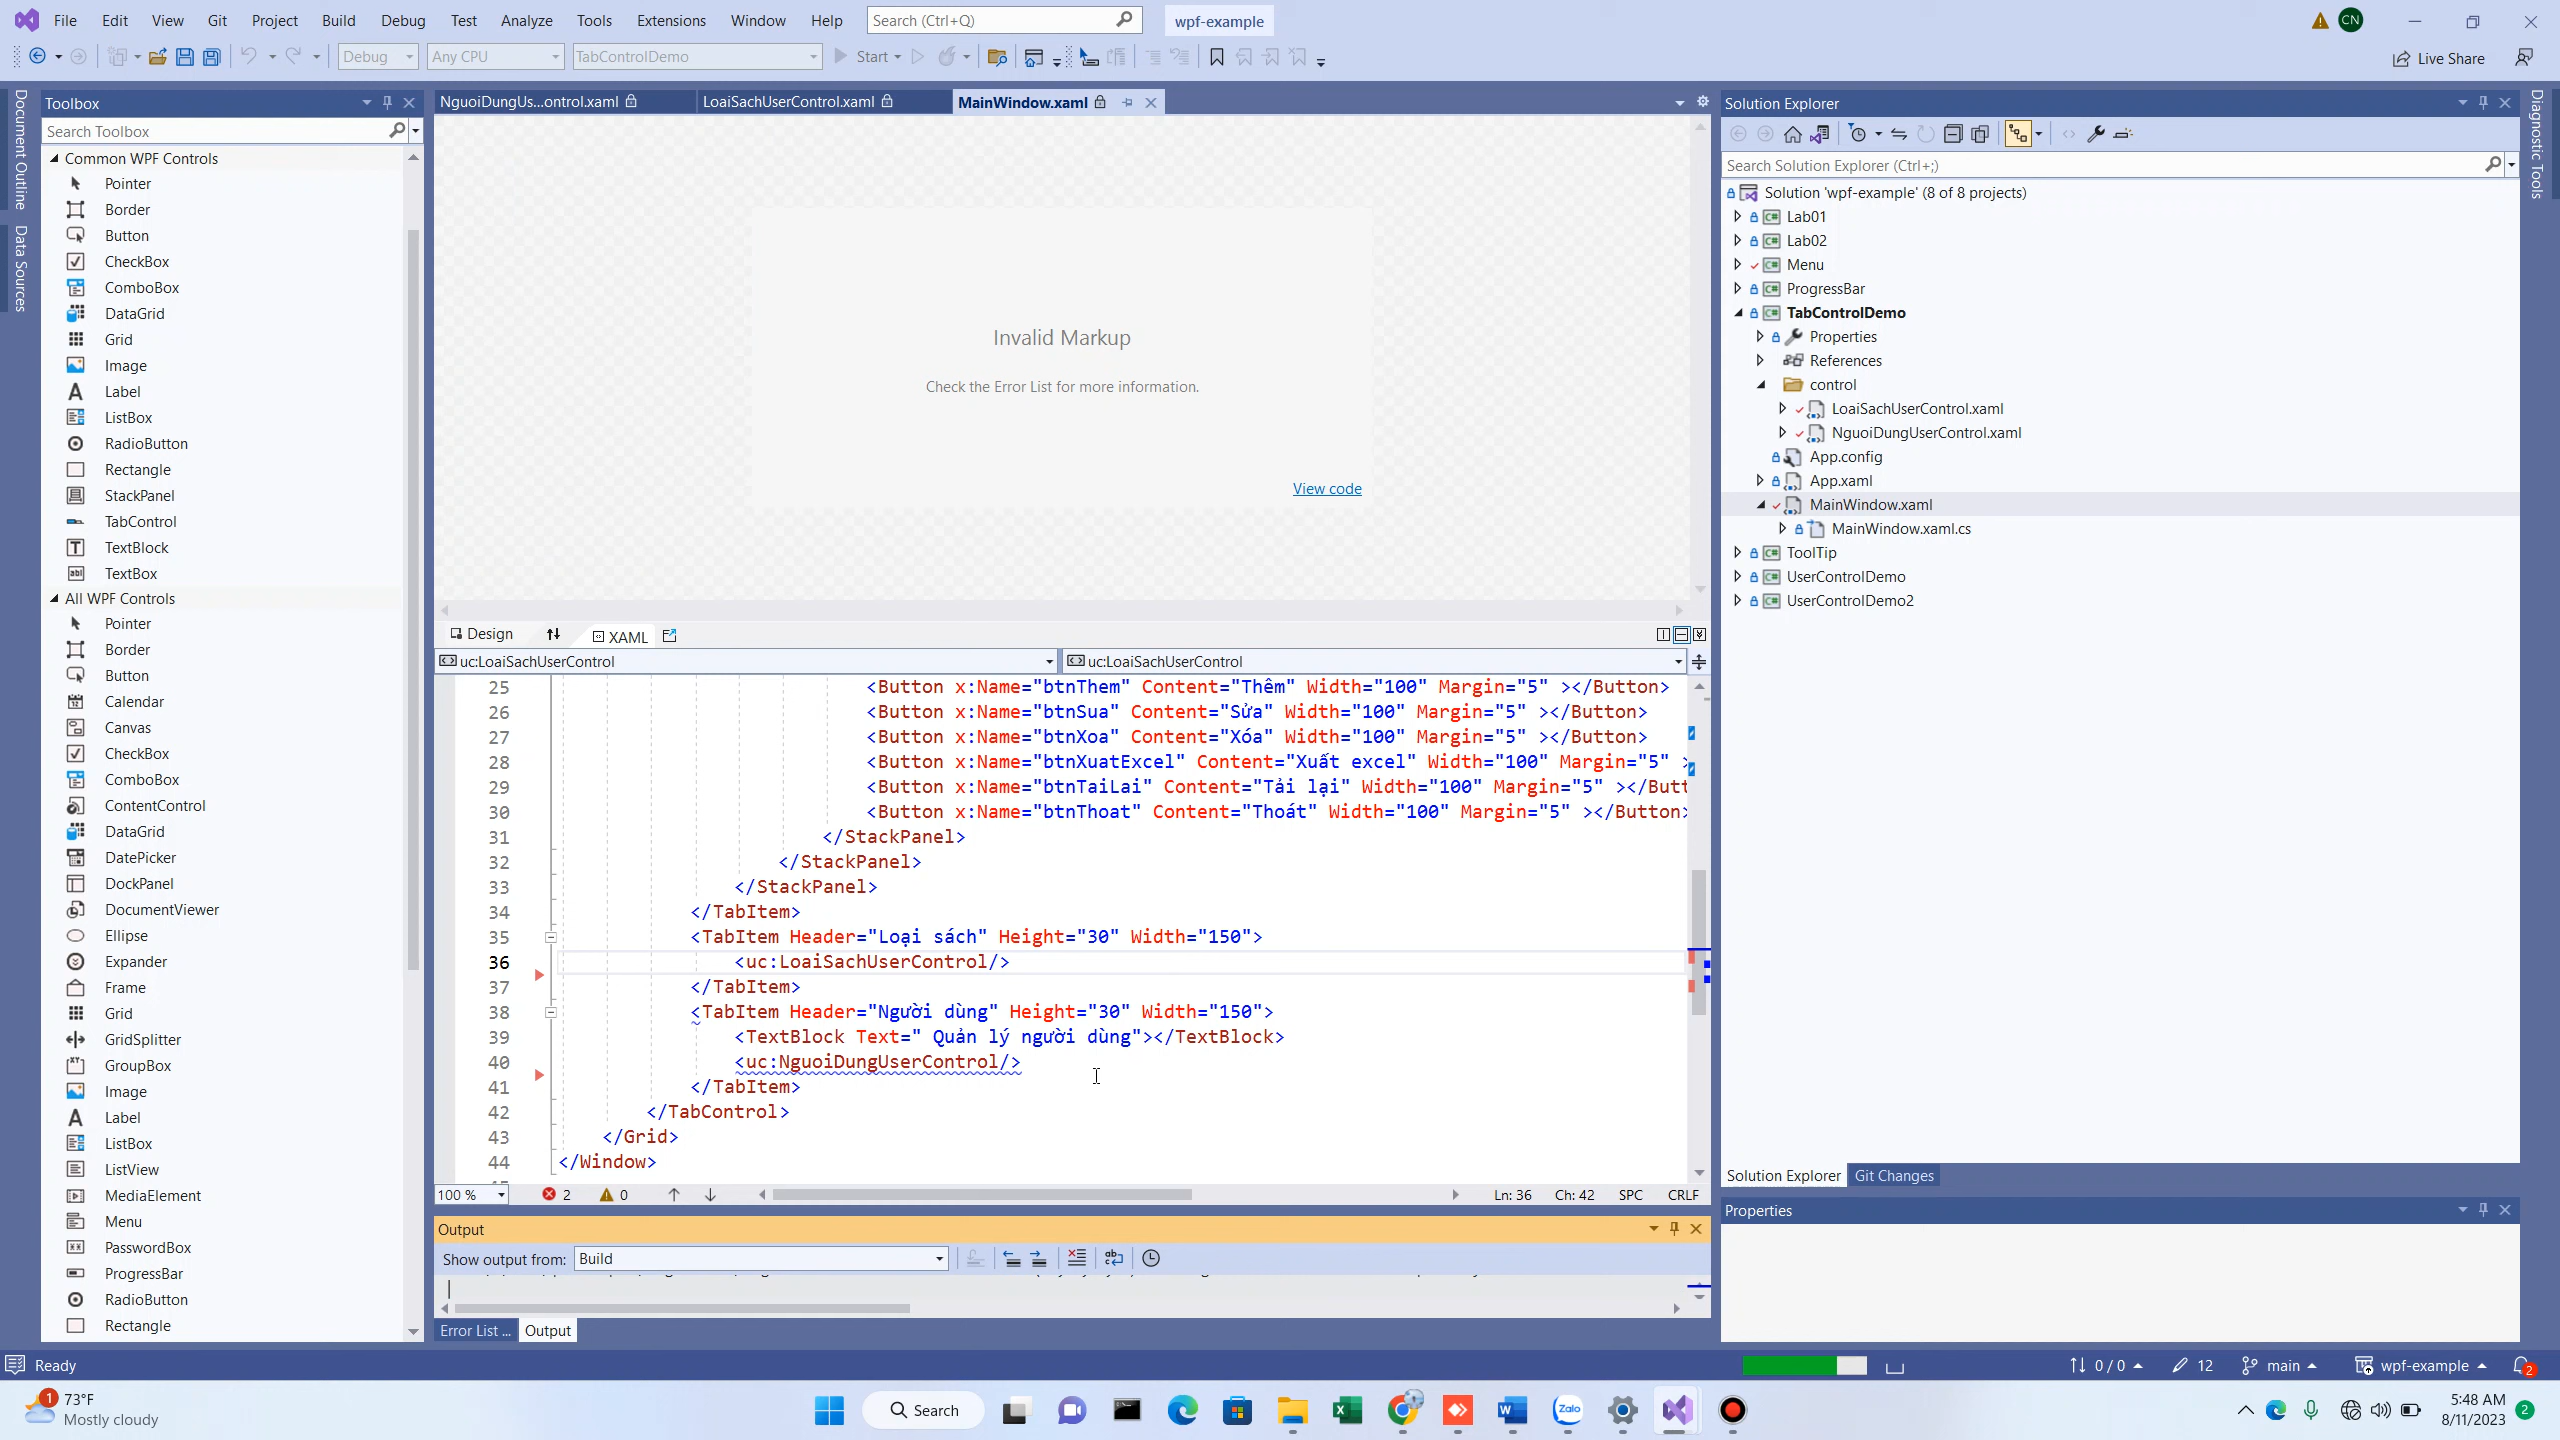 File Edit View Git Project Build Debug Test Analyze Tools Extensions Window Help Search (Ctrl+Q) wpf-example CN
Debug Any CPU TabControlDemo Start Live Share
Document Outline
Data Sources
Toolbox
Search Toolbox
Common WPF Controls
Pointer
Border
Button
CheckBox
ComboBox
DataGrid
Grid
Image
Label
ListBox
RadioButton
Rectangle
StackPanel
TabControl
TextBlock
TextBox
All WPF Controls
Pointer
Border
Button
Calendar
Canvas
CheckBox
ComboBox
ContentControl
DataGrid
DatePicker
DockPanel
DocumentViewer
Ellipse
Expander
Frame
Grid
GridSplitter
GroupBox
Image
Label
ListBox
ListView
MediaElement
Menu
PasswordBox
ProgressBar
RadioButton
Rectangle
NguoiDungUs...ontrol.xaml LoaiSachUserControl.xaml MainWindow.xaml
Invalid Markup
Check the Error List for more information.
View code
Design XAML
uc:LoaiSachUserControl uc:LoaiSachUserControl
25 <Button x:Name="btnThem" Content="Thêm" Width="100" Margin="5" ></Button>
26 <Button x:Name="btnSua" Content="Sửa" Width="100" Margin="5" ></Button>
27 <Button x:Name="btnXoa" Content="Xóa" Width="100" Margin="5" ></Button>
28 <Button x:Name="btnXuatExcel" Content="Xuất excel" Width="100" Margin="5" >
29 <Button x:Name="btnTaiLai" Content="Tải lại" Width="100" Margin="5" ></Butt
30 <Button x:Name="btnThoat" Content="Thoát" Width="100" Margin="5" ></Button>
31 </StackPanel>
32 </StackPanel>
33 </StackPanel>
34 </TabItem>
35 <TabItem Header="Loại sách" Height="30" Width="150">
36 <uc:LoaiSachUserControl/>
37 </TabItem>
38 <TabItem Header="Người dùng" Height="30" Width="150">
39 <TextBlock Text=" Quản lý người dùng"></TextBlock>
40 <uc:NguoiDungUserControl/>
41 </TabItem>
42 </TabControl>
43 </Grid>
44 </Window>
100 % 2 0 Ln: 36 Ch: 42 SPC CRLF
Output
Show output from: Build
Error List ... Output
Solution Explorer
Search Solution Explorer (Ctrl+;)
Solution 'wpf-example' (8 of 8 projects)
Lab01
Lab02
Menu
ProgressBar
TabControlDemo
Properties
References
control
LoaiSachUserControl.xaml
NguoiDungUserControl.xaml
App.config
App.xaml
MainWindow.xaml
MainWindow.xaml.cs
ToolTip
UserControlDemo
UserControlDemo2
Solution Explorer Git Changes
Properties
Diagnostic Tools
Ready 0 / 0 12 main wpf-example 2
1 73°F
Mostly cloudy
Search
Zalo
5:48 AM
8/11/2023
2